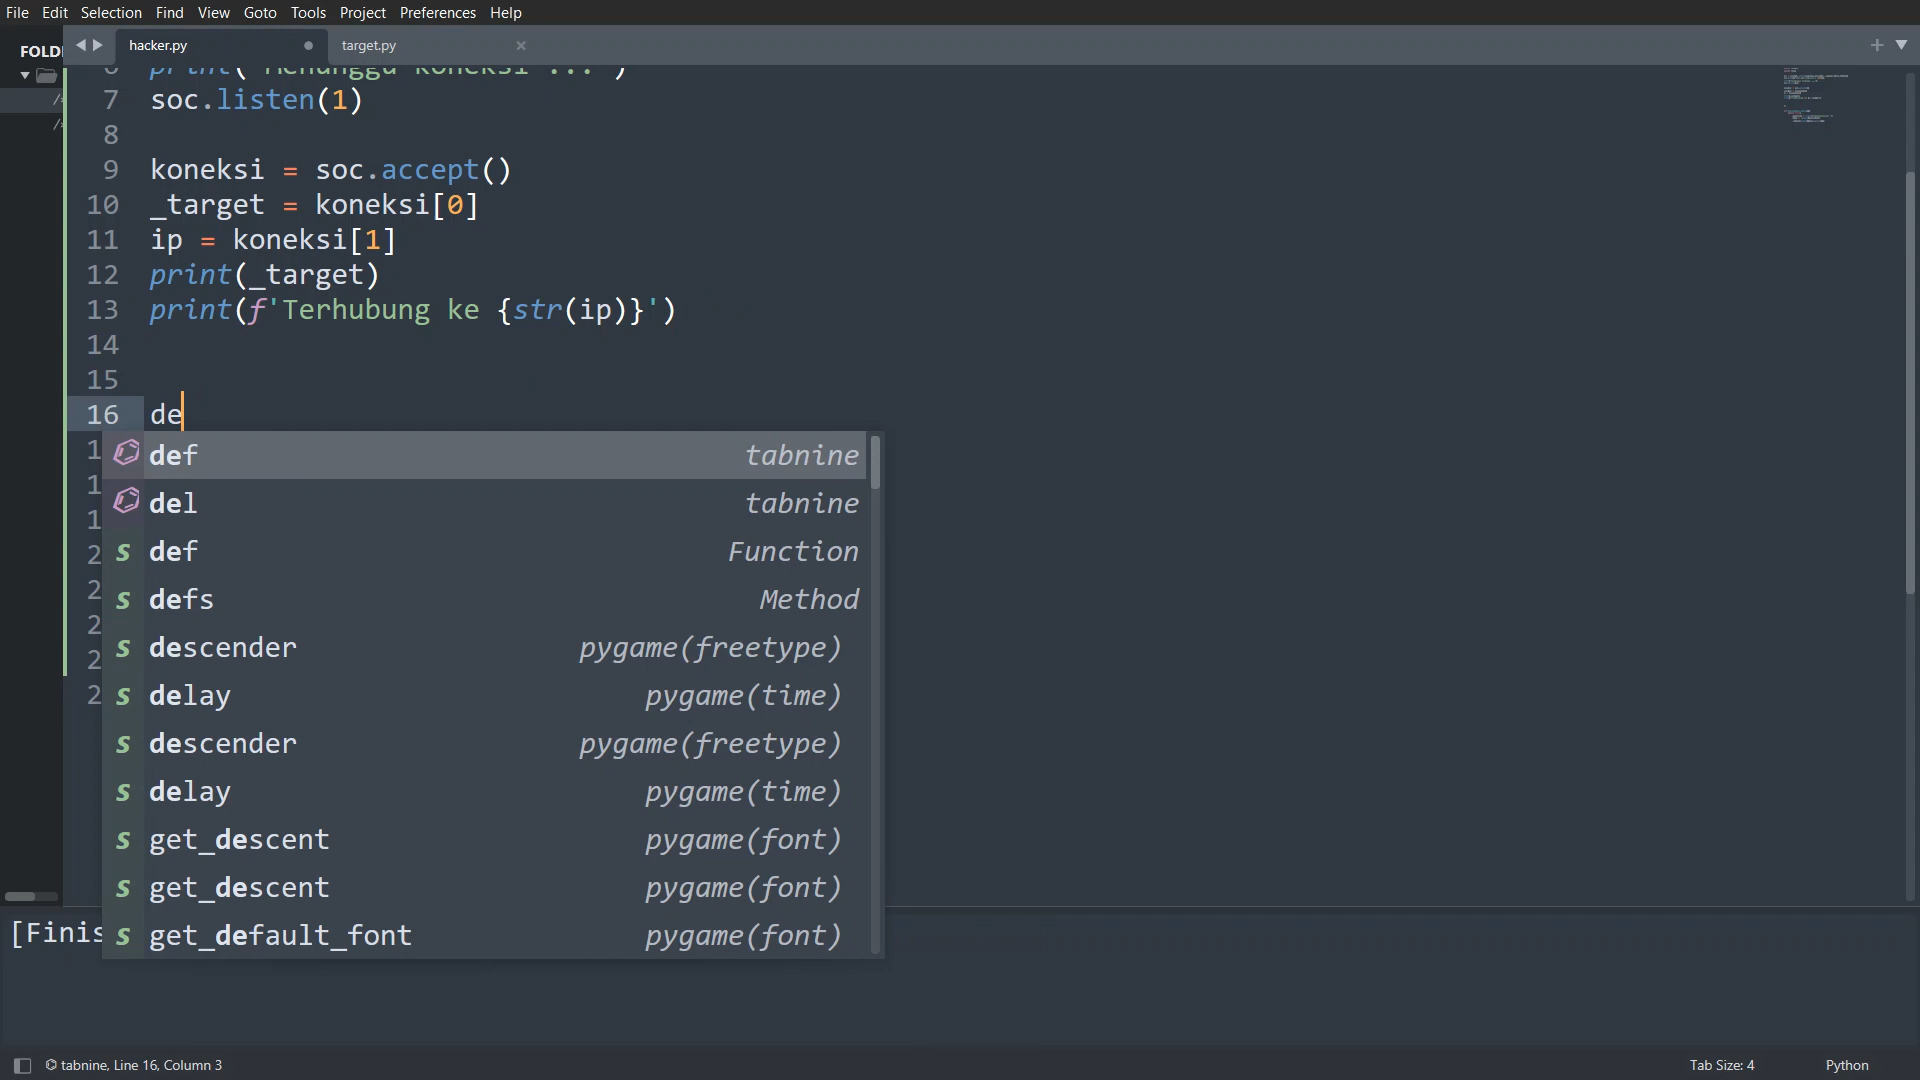 File Edit Selection Find View Goto Tools Project Preferences Help
FOLD
hacker.py
target.py
print('Menunggu koneksi ...')
7 soc.listen(1)
8
9 koneksi = soc.accept()
10 _target = koneksi[0]
11 ip = koneksi[1]
12 print(_target)
13 print(f'Terhubung ke {str(ip)}')
14
15
16 de
def tabnine
del tabnine
def Function
defs Method
descender pygame(freetype)
delay pygame(time)
descender pygame(freetype)
delay pygame(time)
get_descent pygame(font)
get_descent pygame(font)
get_default_font pygame(font)
[Finis
tabnine, Line 16, Column 3
Tab Size: 4
Python